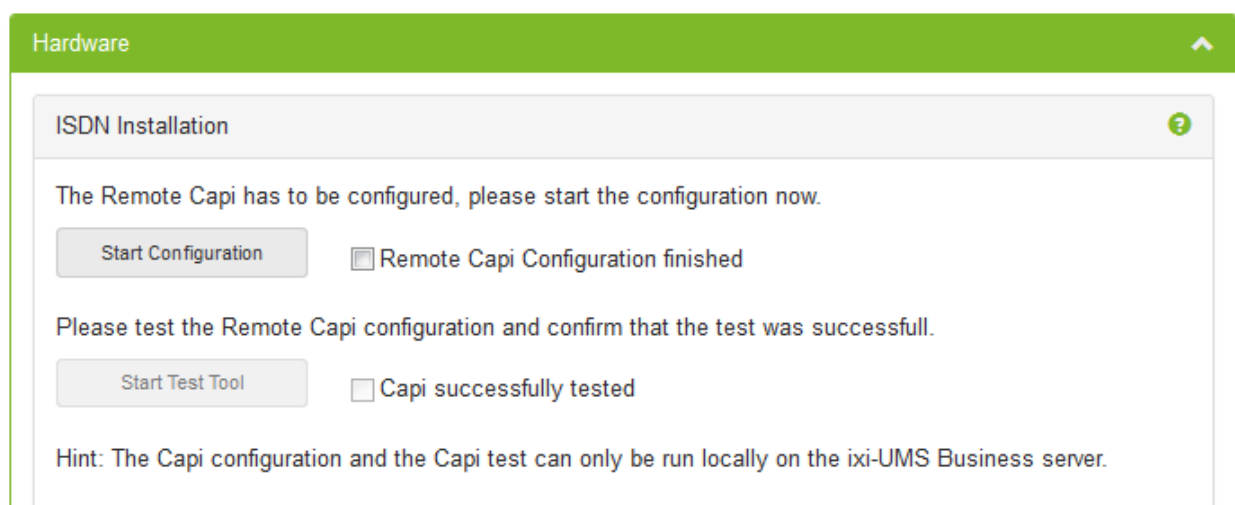 Hardware
ISDN Installation
The Remote Capi has to be configured, please start the configuration now.
Start Configuration
Remote Capi Configuration finished
Please test the Remote Capi configuration and confirm that the test was successfull.
Start Test Tool
Capi successfully tested
Hint: The Capi configuration and the Capi test can only be run locally on the ixi-UMS Business server.